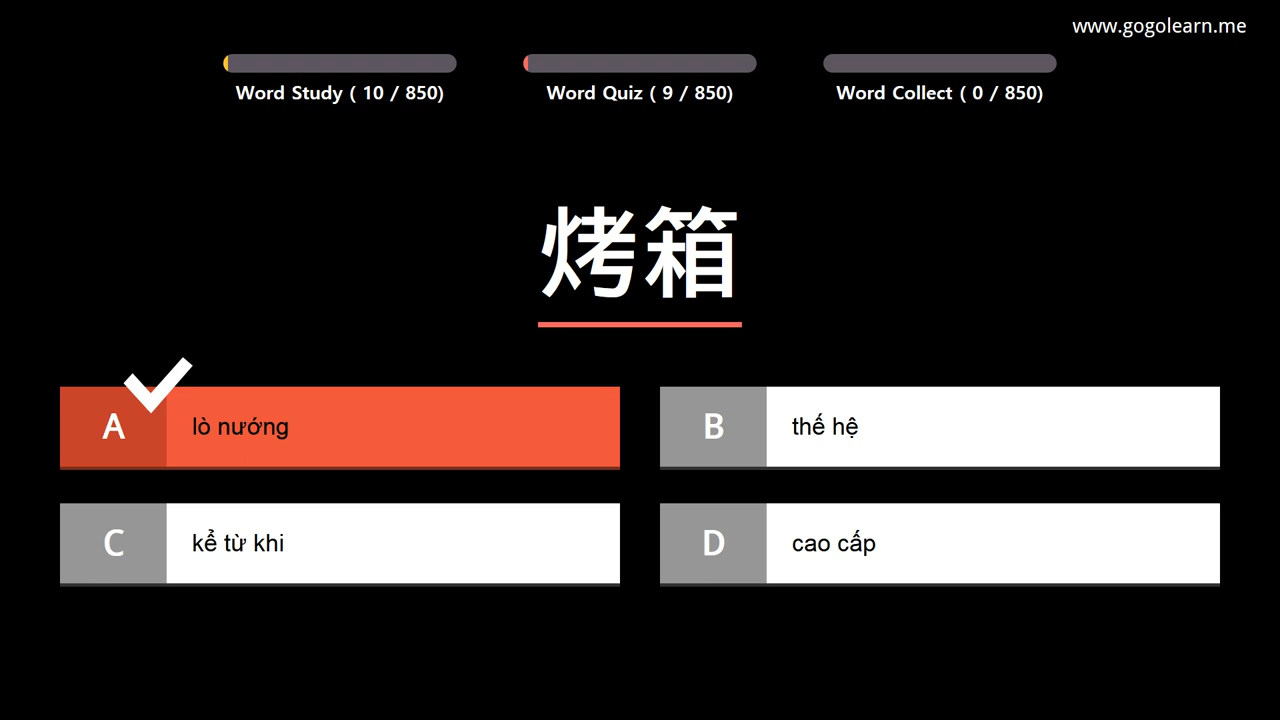 www.gogolearn.me
Word Study ( 10 / 850)
Word Quiz ( 9 / 850)
Word Collect ( 0 / 850)
烤箱
A lò nướng
B thế hệ
C kể từ khi
D cao cấp